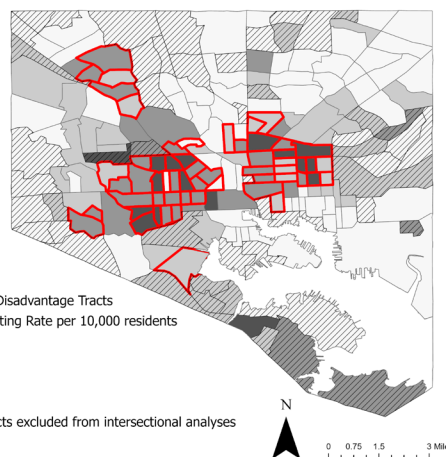 Disadvantage Tracts
ting Rate per 10,000 residents
cts excluded from intersectional analyses
N
0 0.75 1.5 3 Mile